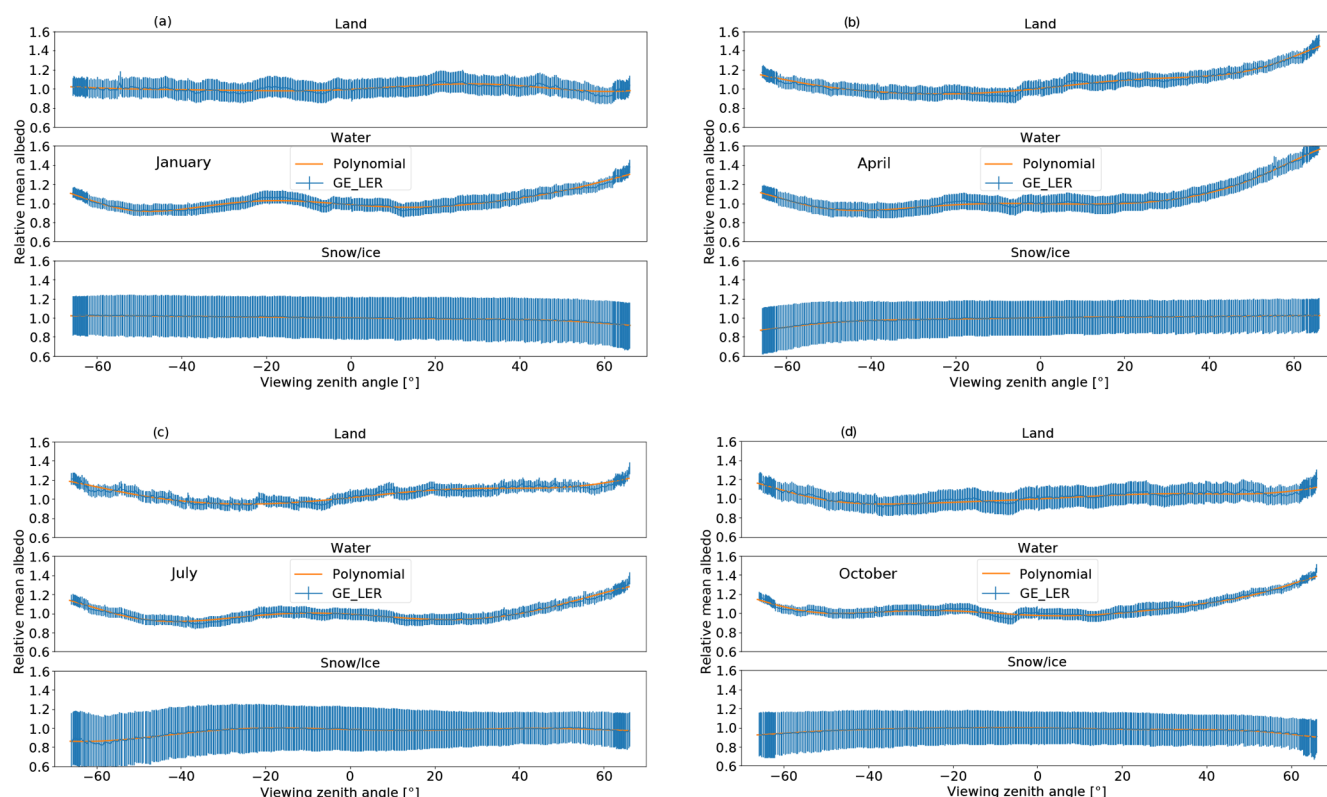 (a)
Land
1.6
1.4
1.2
1.0
0.8
0.6
Water
1.6
1.4
1.2
1.0
0.8
0.6
January
Polynomial
GE_LER
Relative mean albedo
Snow/ice
1.6
1.4
1.2
1.0
0.8
0.6
−60 −40 −20 0 20 40 60
Viewing zenith angle [°]
(b)
Land
1.6
1.4
1.2
1.0
0.8
0.6
Water
1.6
1.4
1.2
1.0
0.8
0.6
April
Polynomial
GE_LER
Relative mean albedo
Snow/ice
1.6
1.4
1.2
1.0
0.8
0.6
−60 −40 −20 0 20 40 60
Viewing zenith angle [°]
(c)
Land
1.6
1.4
1.2
1.0
0.8
0.6
Water
1.6
1.4
1.2
1.0
0.8
0.6
July
Polynomial
GE_LER
Relative mean albedo
Snow/ice
1.6
1.4
1.2
1.0
0.8
0.6
−60 −40 −20 0 20 40 60
Viewing zenith angle [°]
(d)
Land
1.6
1.4
1.2
1.0
0.8
0.6
Water
1.6
1.4
1.2
1.0
0.8
0.6
October
Polynomial
GE_LER
Relative mean albedo
Snow/ice
1.6
1.4
1.2
1.0
0.8
0.6
−60 −40 −20 0 20 40 60
Viewing zenith angle [°]